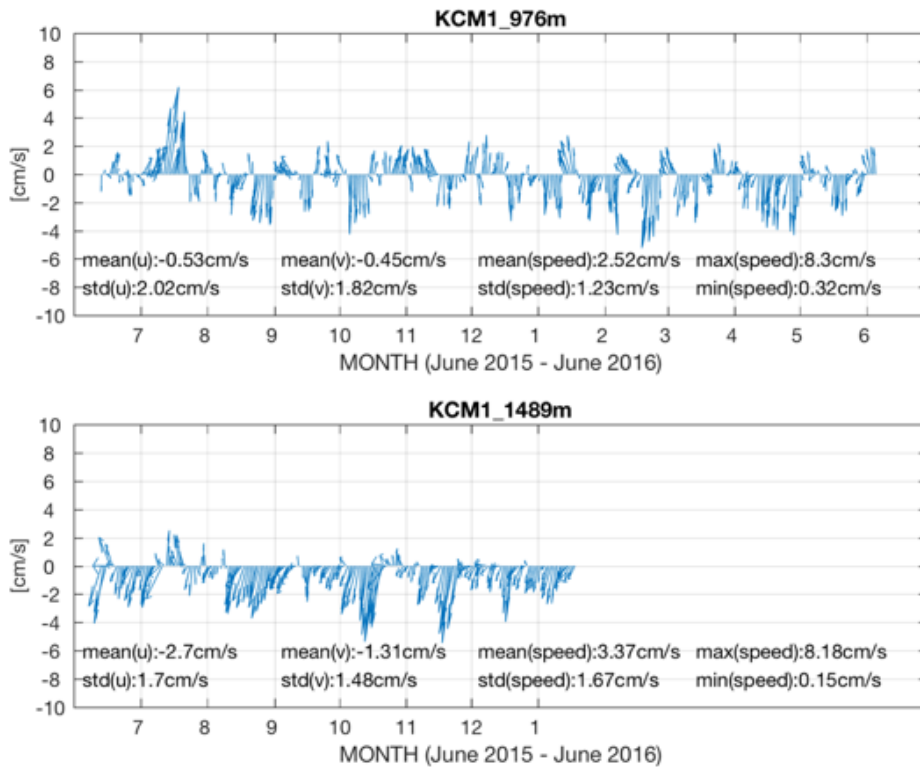 KCM1_976m
10
8
6
4
2
0
-2
-4
-6
-8
-10
[cm/s]
mean(u):-0.53cm/s mean(v):-0.45cm/s mean(speed):2.52cm/s max(speed):8.3cm/s
std(u):2.02cm/s std(v):1.82cm/s std(speed):1.23cm/s min(speed):0.32cm/s
7 8 9 10 11 12 1 2 3 4 5 6
MONTH (June 2015 - June 2016)
KCM1_1489m
10
8
6
4
2
0
-2
-4
-6
-8
-10
[cm/s]
mean(u):-2.7cm/s mean(v):-1.31cm/s mean(speed):3.37cm/s max(speed):8.18cm/s
std(u):1.7cm/s std(v):1.48cm/s std(speed):1.67cm/s min(speed):0.15cm/s
7 8 9 10 11 12 1
MONTH (June 2015 - June 2016)